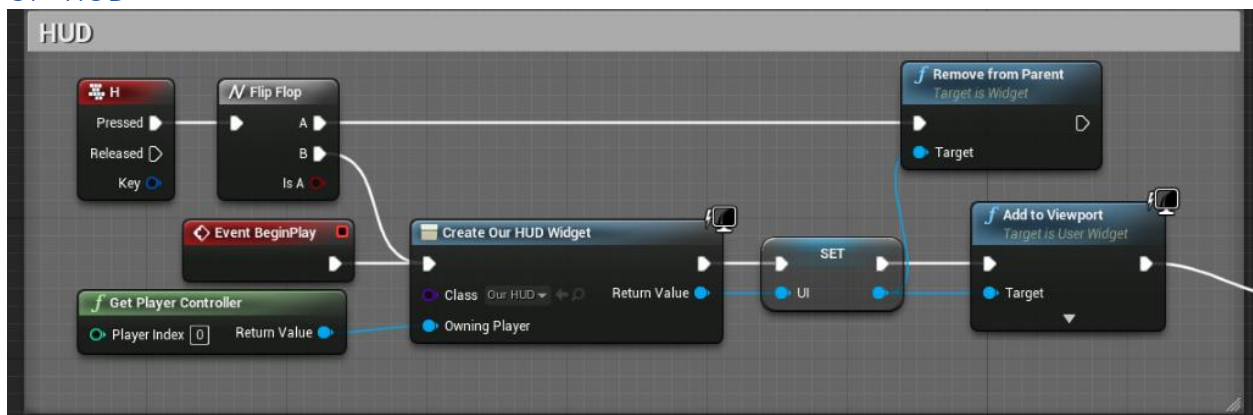 HUD
H
Pressed
Released
Key
Flip Flop
A
B
Is A
Remove from Parent
Target is Widget
Target
Event BeginPlay
Create Our HUD Widget
Class Our HUD
Return Value
Owning Player
SET
UI
Add to Viewport
Target is User Widget
Target
Get Player Controller
Player Index 0
Return Value